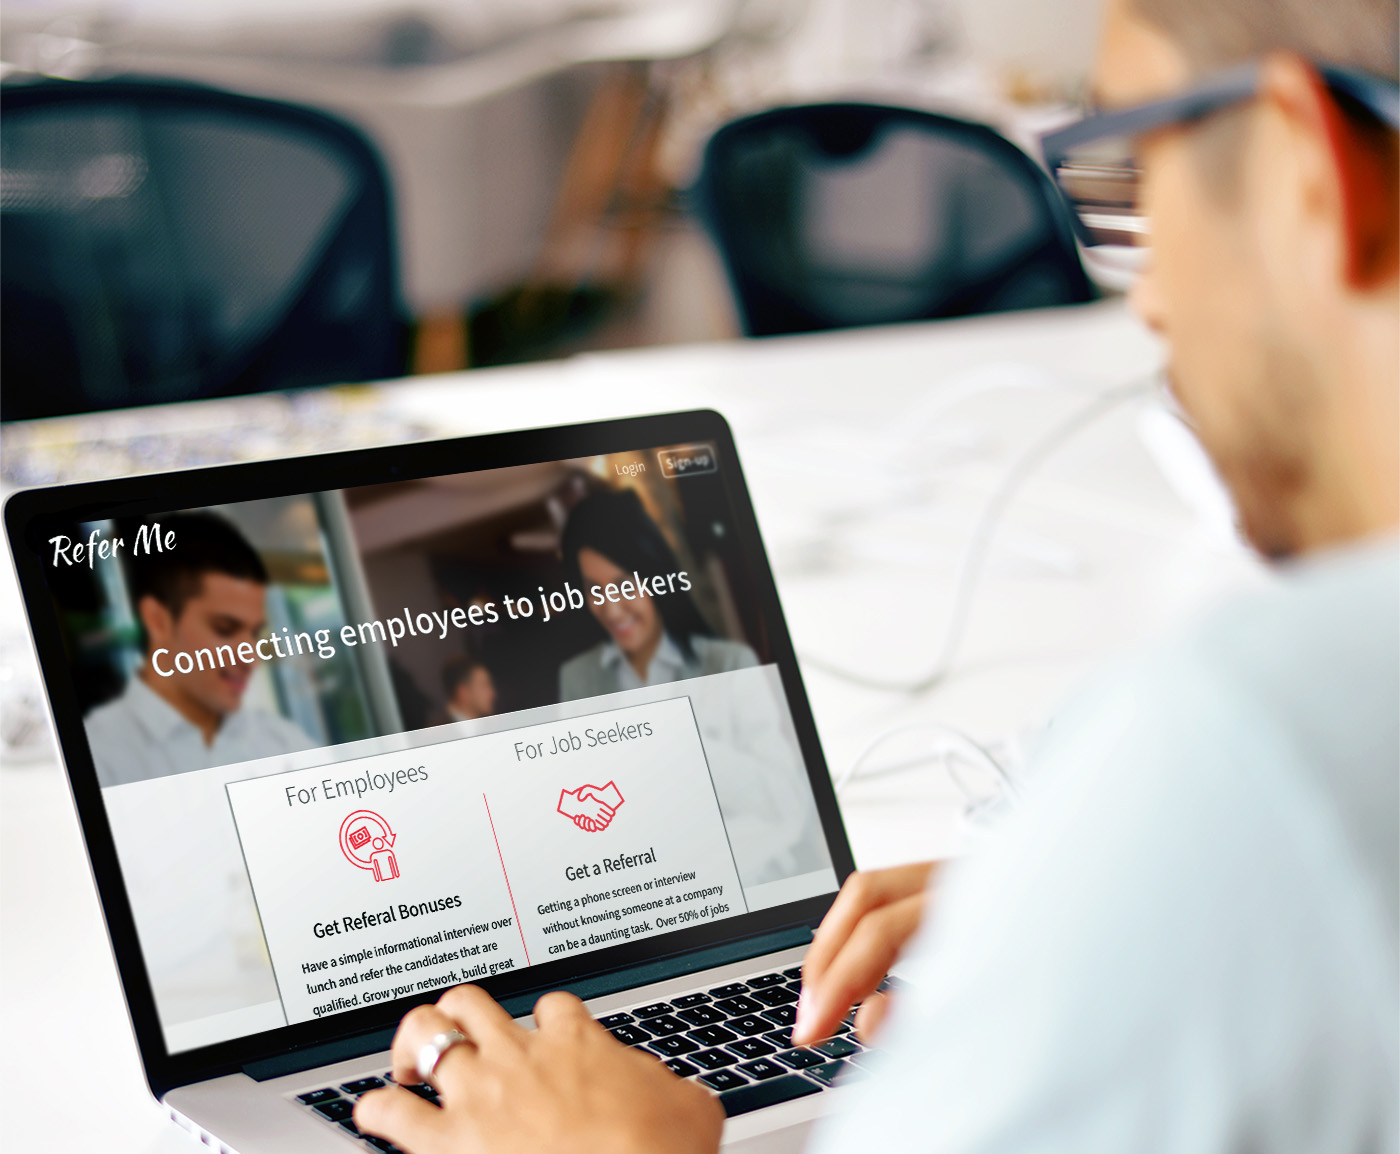 Login
Sign-up
Refer Me
Connecting employees to job seekers
For Employees
Get Referal Bonuses
Have a simple informational interview over
lunch and refer the candidates that are
qualified. Grow your network, build great
For Job Seekers
Get a Referral
Getting a phone screen or interview
without knowing someone at a company
can be a daunting task. Over 50% of jobs